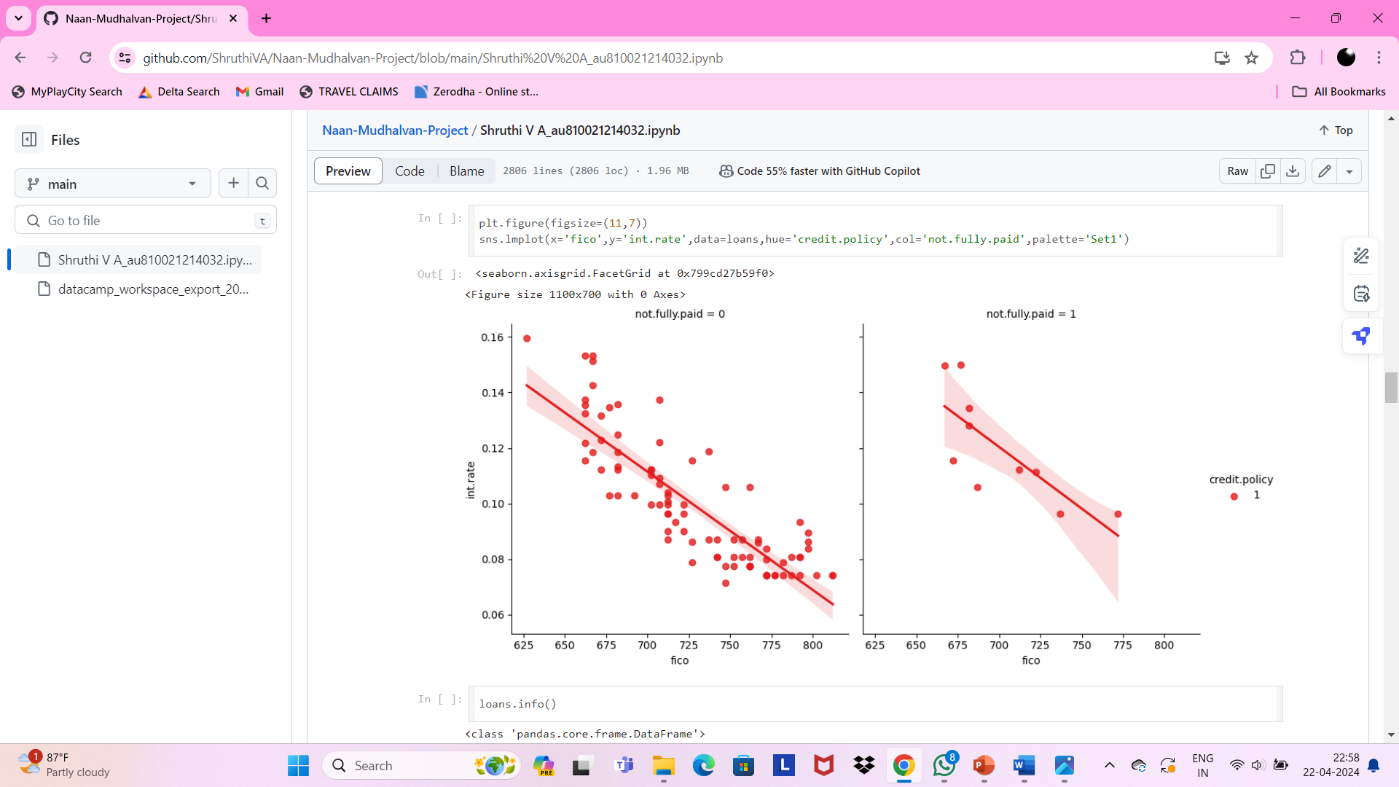 Naan-Mudhalvan-Project/Shru
github.com/ShruthiVA/Naan-Mudhalvan-Project/blob/main/Shruthi%20V%20A_au810021214032.ipynb
MyPlayCity Search
Delta Search
Gmail
TRAVEL CLAIMS
Zerodha - Online st...
All Bookmarks
Files
main
Go to file
t
Shruthi V A_au810021214032.ipy...
datacamp_workspace_export_20...
Naan-Mudhalvan-Project / Shruthi V A_au810021214032.ipynb
Top
Preview
Code
Blame
2806 lines (2806 loc) · 1.96 MB
Code 55% faster with GitHub Copilot
Raw
In [ ]:
plt.figure(figsize=(11,7))
sns.lmplot(x='fico',y='int.rate',data=loans,hue='credit.policy',col='not.fully.paid',palette='Set1')
Out[ ]:
<seaborn.axisgrid.FacetGrid at 0x799cd27b59f0>
<Figure size 1100x700 with 0 Axes>
not.fully.paid = 0
not.fully.paid = 1
0.16
0.14
0.12
0.10
0.08
0.06
int.rate
credit.policy
1
625 650 675 700 725 750 775 800
fico
625 650 675 700 725 750 775 800
fico
In [ ]:
loans.info()
<class 'pandas.core.frame.DataFrame'>
1
87°F
Partly cloudy
Search
PRE
L
8
ENG
IN
22:58
22-04-2024